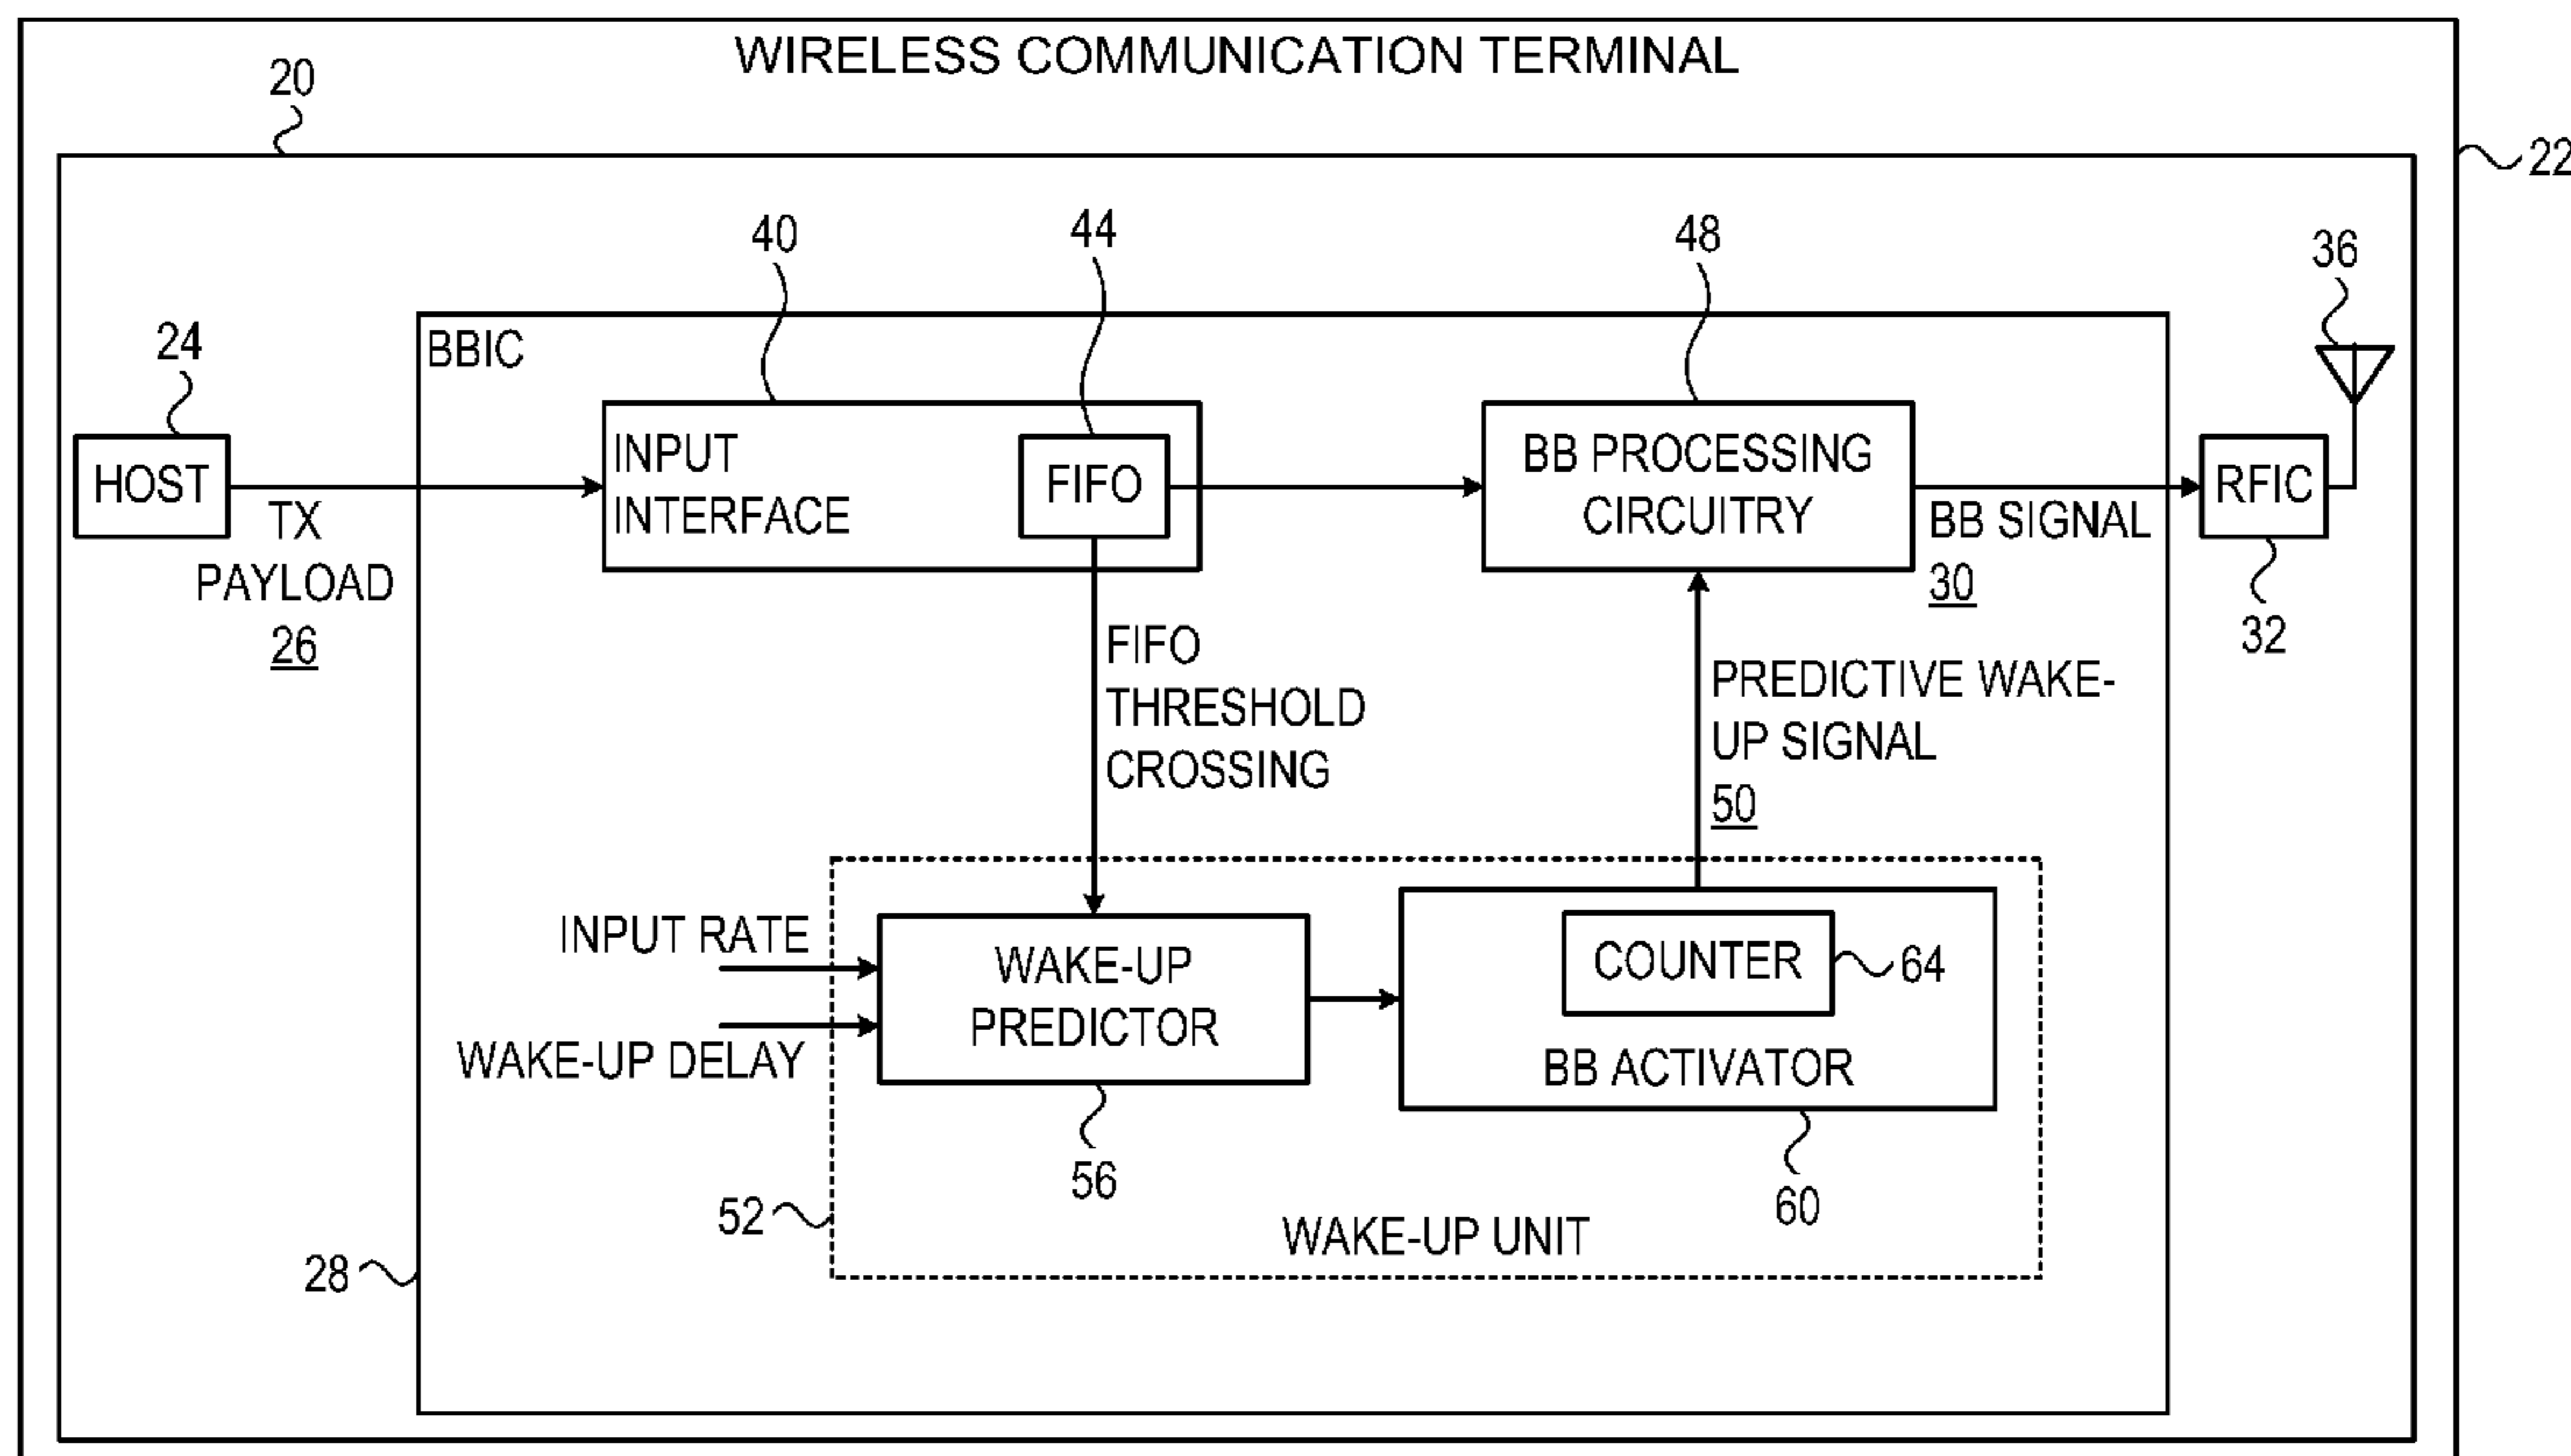 WIRELESS COMMUNICATION TERMINAL
20
22
40
44
48
36
24
BBIC
HOST
INPUT
INTERFACE
FIFO
BB PROCESSING
CIRCUITRY
RFIC
TX
PAYLOAD
26
BB SIGNAL
30
32
FIFO
THRESHOLD
CROSSING
PREDICTIVE WAKE-
UP SIGNAL
50
INPUT RATE
WAKE-UP DELAY
WAKE-UP
PREDICTOR
COUNTER
64
BB ACTIVATOR
56
60
52
WAKE-UP UNIT
28